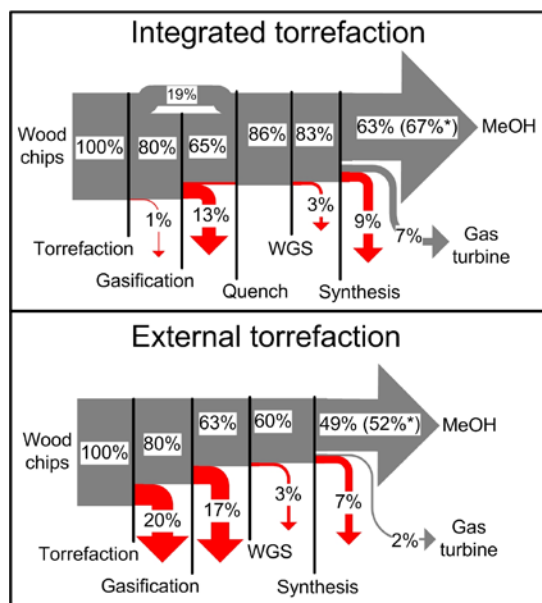 Integrated torrefaction
19%
Wood
chips
100%
80%
65%
86%
83%
63% (67%*)
MeOH
1%
13%
3%
9%
7%
Gas
turbine
Torrefaction
Gasification
Quench
WGS
Synthesis
External torrefaction
Wood
chips
100%
80%
63%
60%
49% (52%*)
MeOH
20%
17%
3%
7%
2%
Gas
turbine
Torrefaction
Gasification
WGS
Synthesis